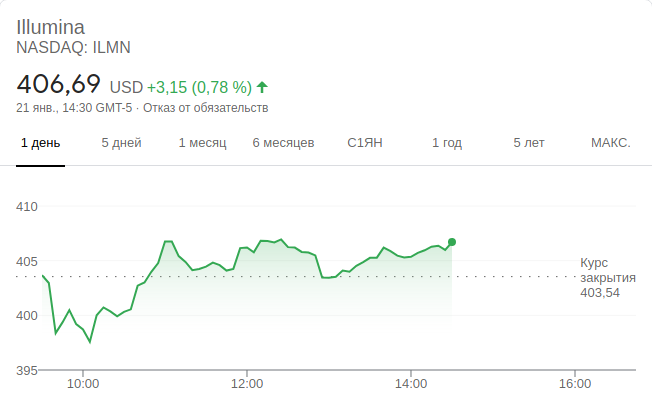 Illumina
NASDAQ: ILMN
406,69 USD +3,15 (0,78 %)
21 янв., 14:30 GMT-5 · Отказ от обязательств
1 день 5 дней 1 месяц 6 месяцев С1ЯН 1 год 5 лет МАКС.
410
405
Курс
закрытия
403,54
400
395
10:00 12:00 14:00 16:00